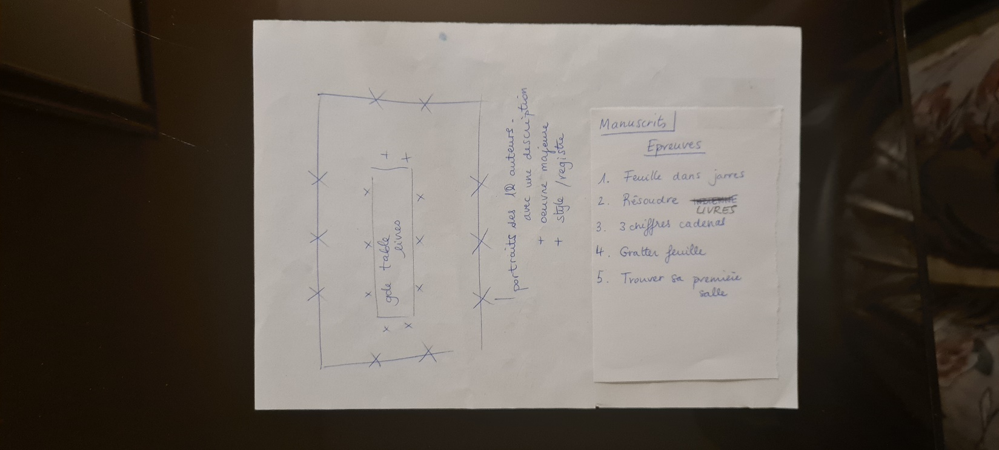 gde table
livres
portraits des 12 auteurs.
avec une description
+ oeuvre majeure
+ style / registre
Manuscrits
Epreuves
1. Feuille dans jarres
2. Résoudre
LIVRES
3. 3 chiffres cadenas
4. Gratter feuille
5. Trouver sa première
salle